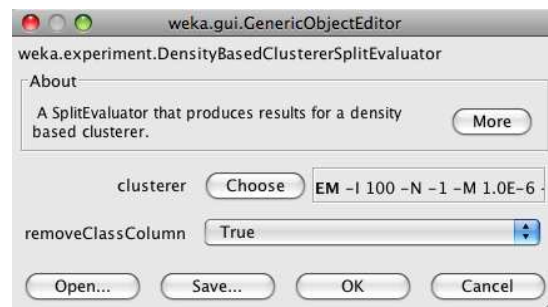 weka.gui.GenericObjectEditor
weka.experiment.DensityBasedClustererSplitEvaluator
About
A SplitEvaluator that produces results for a density
based clusterer.
More
clusterer Choose EM -I 100 -N -1 -M 1.0E-6 -
removeClassColumn True
Open... Save... OK Cancel